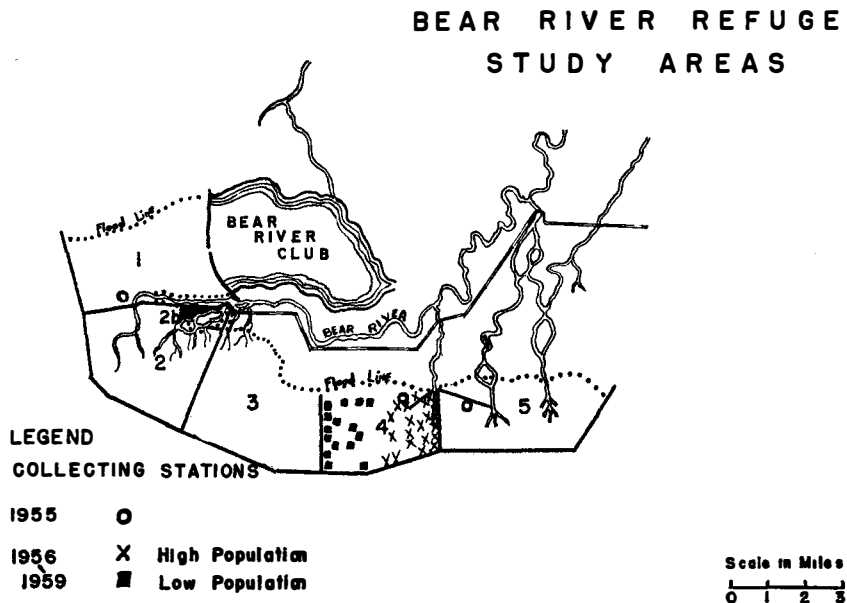 BEAR RIVER REFUGE
STUDY AREAS
Flood Line
BEAR
RIVER
CLUB
1
2b
BEAR RIVER
2
Flood Line
3
4
5
LEGEND
COLLECTING STATIONS
1955 O
1956 X High Population
1959 ■ Low Population
Scale in Miles
0 1 2 3